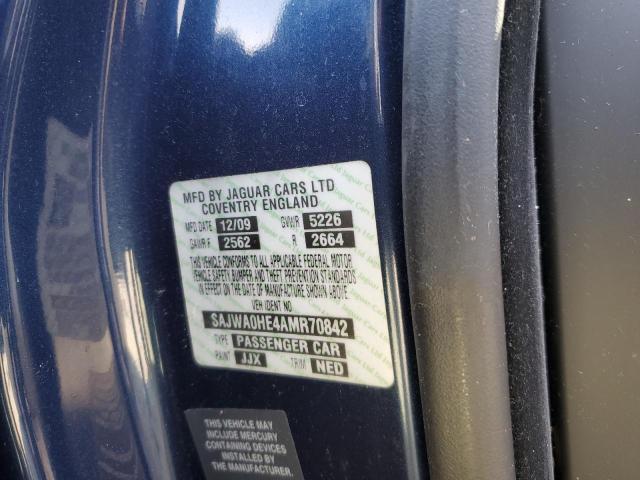 MFD BY JAGUAR CARS LTD
COVENTRY ENGLAND
MFD DATE 12/09 GVWR 5226
GAWR F 2562 R 2664
THIS VEHICLE CONFORMS TO ALL APPLICABLE FEDERAL MOTOR
VEHICLE SAFETY BUMPER AND THEFT PREVENTION STANDARDS
IN EFFECT ON THE DATE OF MANUFACTURE SHOWN ABOVE
VEH IDENT NO:
SAJWA0HE4AMR70842
TYPE PASSENGER CAR
PAINT JJX TRIM NED
THIS VEHICLE MAY
INCLUDE MERCURY
CONTAINING DEVICES
INSTALLED BY
THE MANUFACTURER.